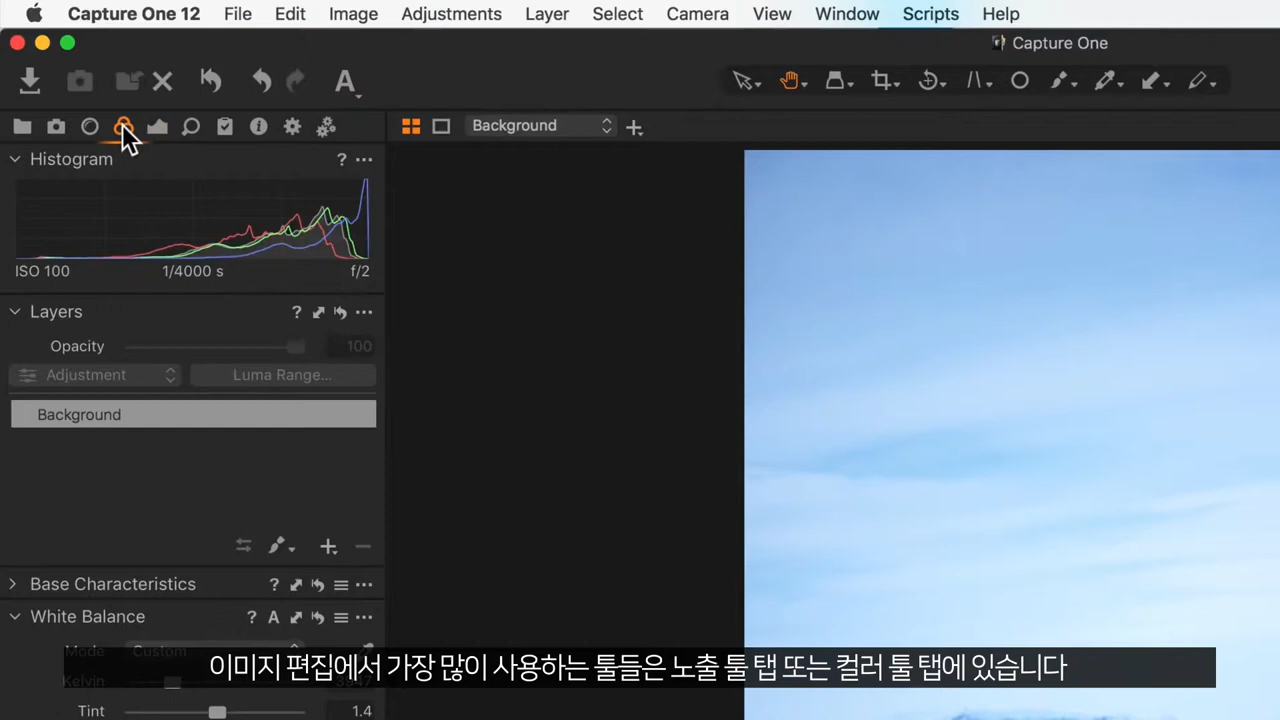 Capture One 12 File Edit Image Adjustments Layer Select Camera View Window Scripts Help
Capture One
A
Background
Histogram ? ...
ISO 100 1/4000 s f/2
Layers ? ...
Opacity 100
Adjustment Luma Range...
Background
Base Characteristics ? ...
White Balance ? A ...
Mode Custom
이미지 편집에서 가장 많이 사용하는 툴들은 노출 툴 탭 또는 컬러 툴 탭에 있습니다
Kelvin 3947
Tint 1.4